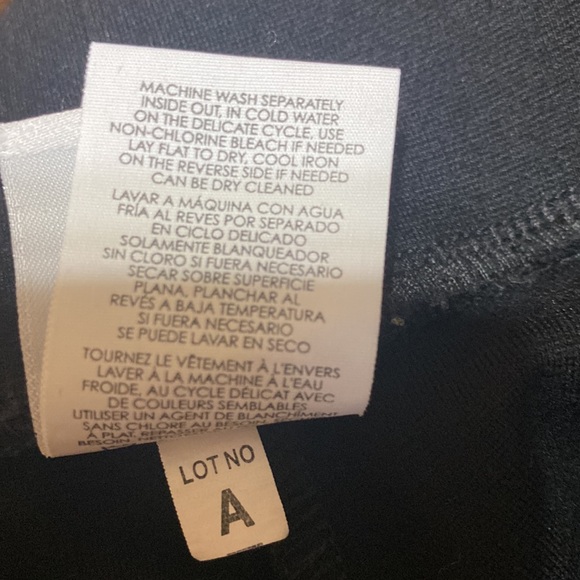 MACHINE WASH SEPARATELY
INSIDE OUT, IN COLD WATER
ON THE DELICATE CYCLE, USE
NON-CHLORINE BLEACH IF NEEDED
LAY FLAT TO DRY, COOL IRON
ON THE REVERSE SIDE IF NEEDED
CAN BE DRY CLEANED
LAVAR A MÁQUINA CON AGUA
FRÍA AL REVES POR SEPARADO
EN CICLO DELICADO
SOLAMENTE BLANQUEADOR
SIN CLORO SI FUERA NECESARIO
SECAR SOBRE SUPERFICIE
PLANA, PLANCHAR AL
REVÉS A BAJA TEMPERATURA
SI FUERA NECESARIO
SE PUEDE LAVAR EN SECO
TOURNEZ LE VÊTEMENT À L'ENVERS
LAVER À LA MACHINE À L'EAU
FROIDE, AU CYCLE DÉLICAT AVEC
DE COULEURS SEMBLABLES
UTILISER UN AGENT DE BLANCHIMENT
SANS CHLORE AU BESOIN,
À PLAT, REPASSER
BESOIN,
LOT NO
A